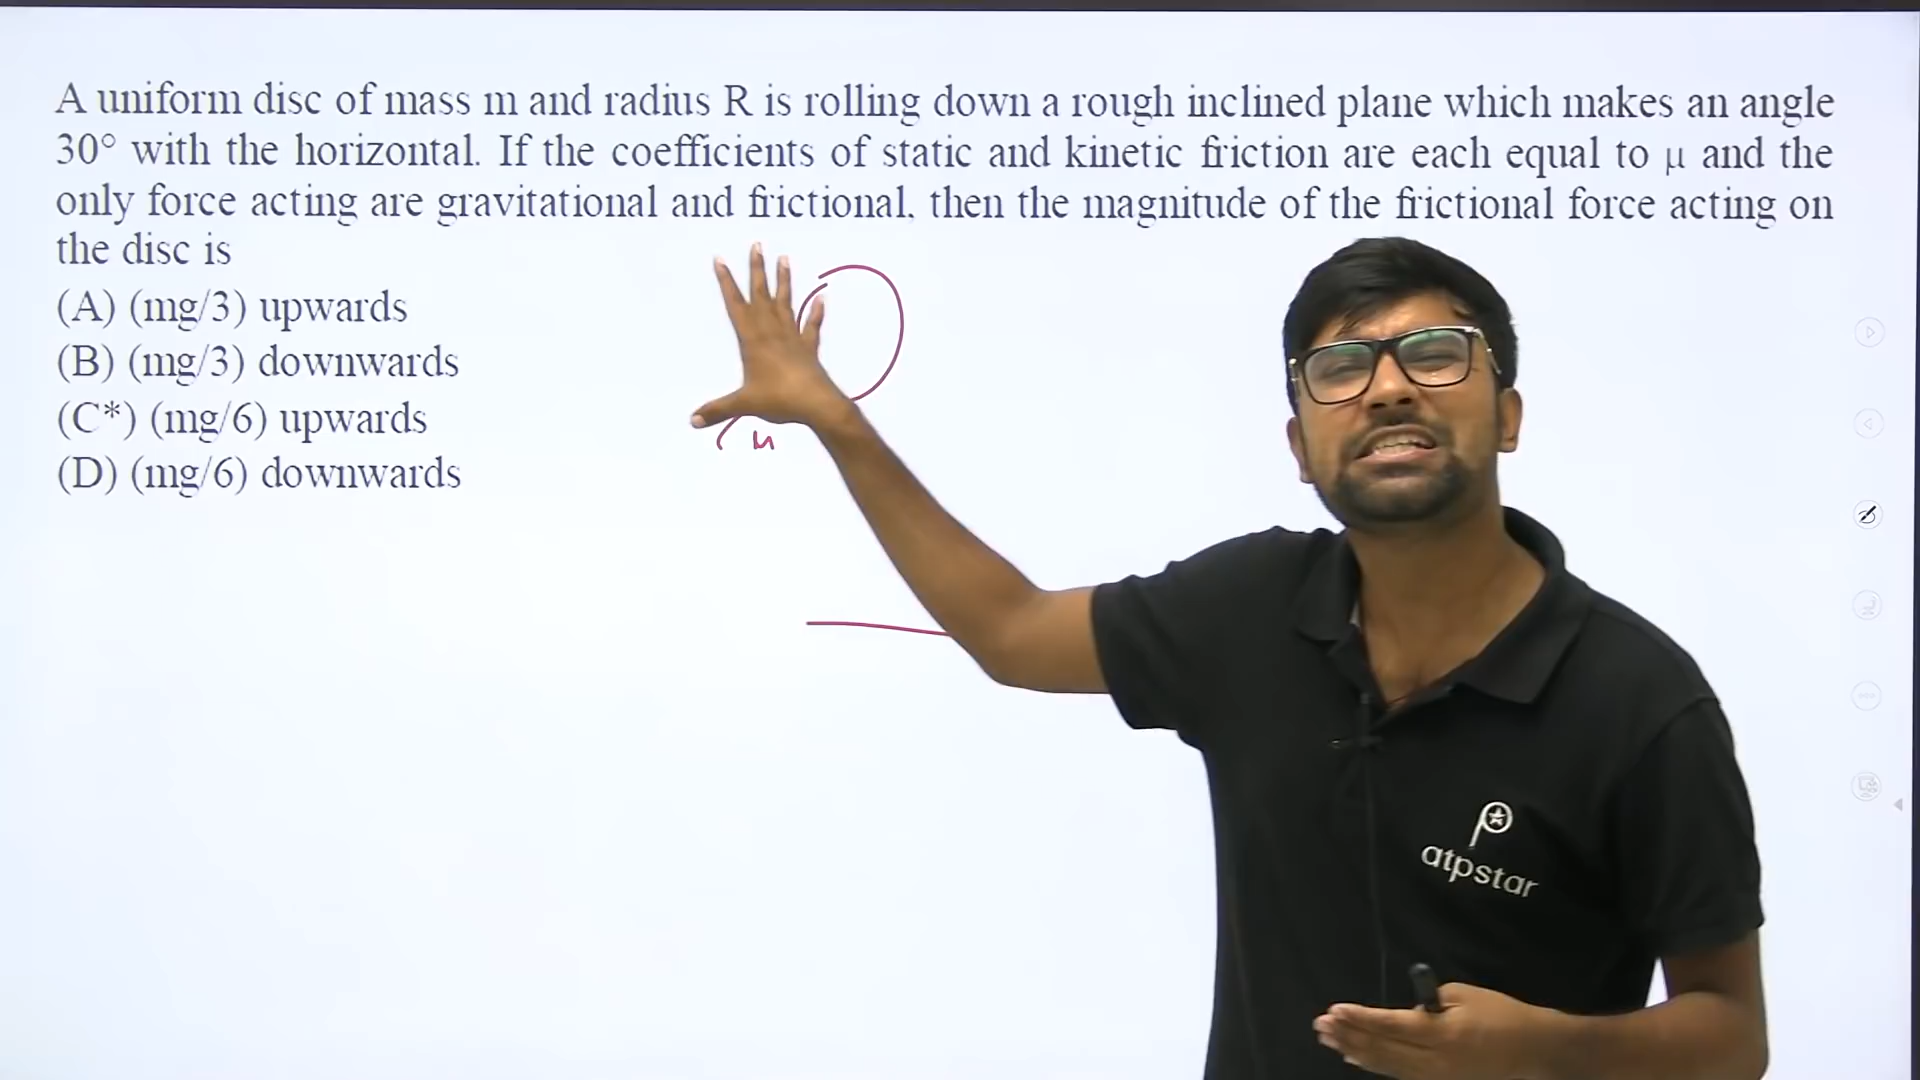 A uniform disc of mass m and radius R is rolling down a rough inclined plane which makes an angle
30° with the horizontal. If the coefficients of static and kinetic friction are each equal to μ and the
only force acting are gravitational and frictional, then the magnitude of the frictional force acting on
the disc is
(A) (mg/3) upwards
(B) (mg/3) downwards
(C*) (mg/6) upwards
(D) (mg/6) downwards
atpstar